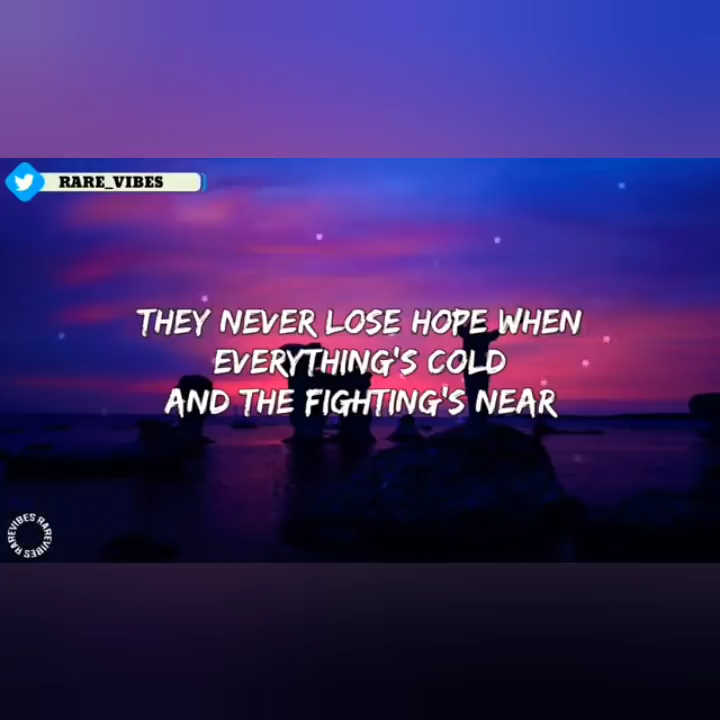 RARE_VIBES
THEY NEVER LOSE HOPE WHEN
EVERYTHING'S COLD
AND THE FIGHTING'S NEAR
RAREVIBES RAREVIBES